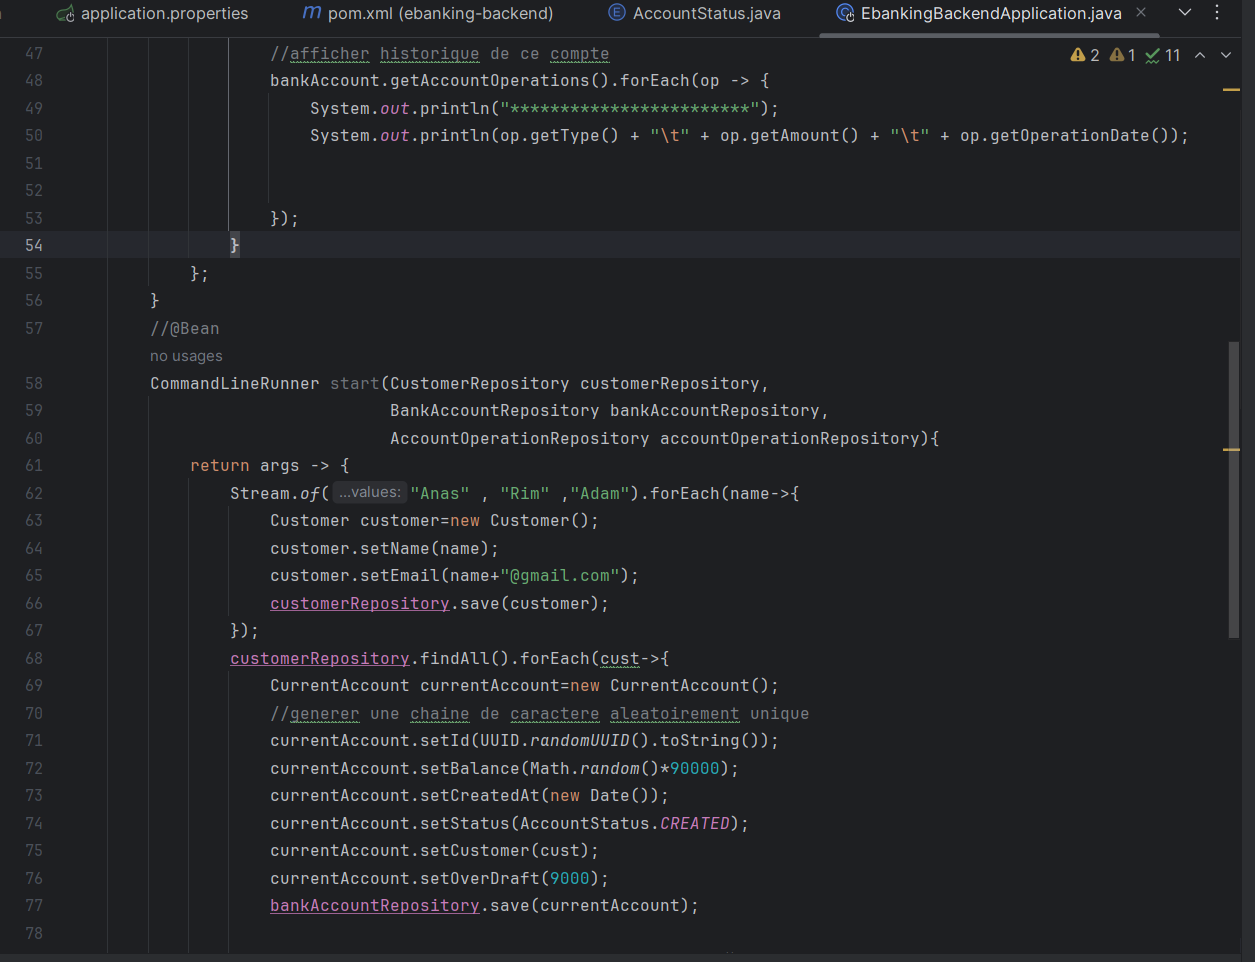 application.properties pom.xml (ebanking-backend) AccountStatus.java EbankingBackendApplication.java
2 1 11
47 //afficher historique de ce compte
48 bankAccount.getAccountOperations().forEach(op -> {
49 System.out.println("************************");
50 System.out.println(op.getType() + "\t" + op.getAmount() + "\t" + op.getOperationDate());
51
52
53 });
54 }
55 };
56 }
57 //@Bean
no usages
58 CommandLineRunner start(CustomerRepository customerRepository,
59 BankAccountRepository bankAccountRepository,
60 AccountOperationRepository accountOperationRepository){
61 return args -> {
62 Stream.of( ...values: "Anas" , "Rim" ,"Adam").forEach(name->{
63 Customer customer=new Customer();
64 customer.setName(name);
65 customer.setEmail(name+"@gmail.com");
66 customerRepository.save(customer);
67 });
68 customerRepository.findAll().forEach(cust->{
69 CurrentAccount currentAccount=new CurrentAccount();
70 //generer une chaine de caractere aleatoirement unique
71 currentAccount.setId(UUID.randomUUID().toString());
72 currentAccount.setBalance(Math.random()*90000);
73 currentAccount.setCreatedAt(new Date());
74 currentAccount.setStatus(AccountStatus.CREATED);
75 currentAccount.setCustomer(cust);
76 currentAccount.setOverDraft(9000);
77 bankAccountRepository.save(currentAccount);
78